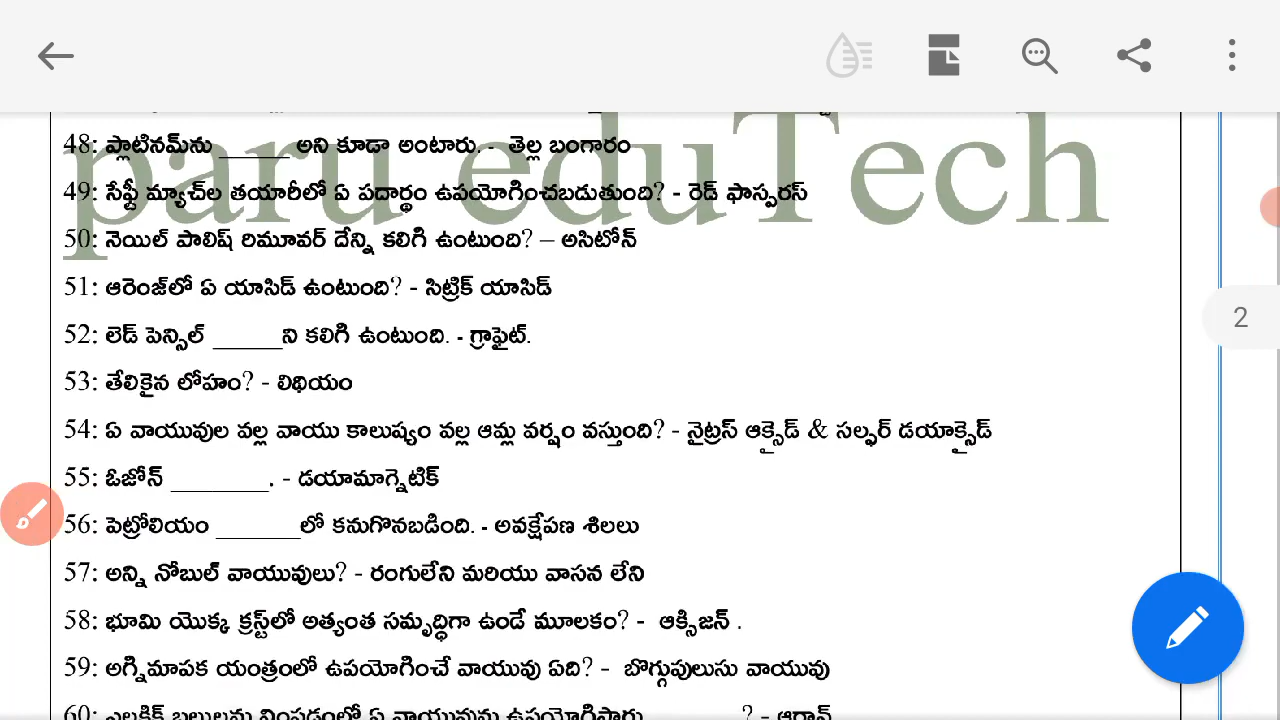 48: ప్లాటినమ్‌ను ______ అని కూడా అంటారు. - తెల్ల బంగారం
paru eduTech
49: సేఫ్టీ మ్యాచ్‌ల తయారీలో ఏ పదార్థం ఉపయోగించబడుతుంది? - రెడ్ ఫాస్పరస్
50: నెయిల్ పాలిష్ రిమూవర్ దేన్ని కలిగి ఉంటుంది? – అసిటోన్
51: ఆరెంజ్‌లో ఏ యాసిడ్ ఉంటుంది? - సిట్రిక్ యాసిడ్
2
52: లెడ్ పెన్సిల్ ______ని కలిగి ఉంటుంది. - గ్రాఫైట్.
53: తేలికైన లోహం? - లిథియం
54: ఏ వాయువుల వల్ల వాయు కాలుష్యం వల్ల ఆమ్ల వర్షం వస్తుంది? - నైట్రస్ ఆక్సైడ్ & సల్ఫర్ డయాక్సైడ్
55: ఓజోన్ ________. - డయామాగ్నెటిక్
56: పెట్రోలియం _______లో కనుగొనబడింది. - అవక్షేపణ శిలలు
57: అన్ని నోబుల్ వాయువులు? - రంగులేని మరియు వాసన లేని
58: భూమి యొక్క క్రస్ట్‌లో అత్యంత సమృద్ధిగా ఉండే మూలకం? - ఆక్సిజన్ .
59: అగ్నిమాపక యంత్రంలో ఉపయోగించే వాయువు ఏది? - బొగ్గుపులుసు వాయువు
60: ఏ వాయువును ________? - ఆర్గాన్